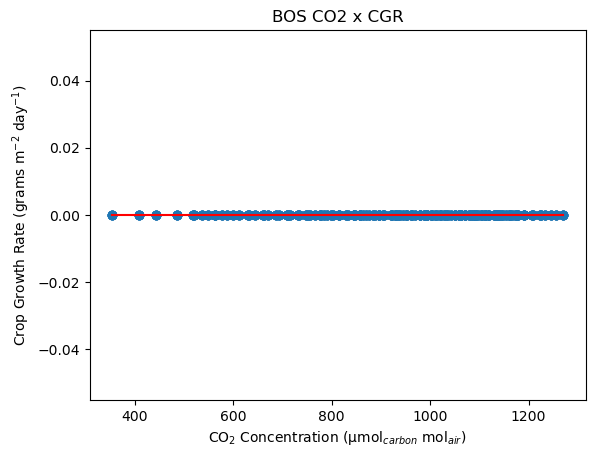 BOS CO2 x CGR
0.04
0.02
0.00
−0.02
−0.04
Crop Growth Rate (grams m⁻² day⁻¹)
400 600 800 1000 1200
CO₂ Concentration (μmol_carbon mol_air)